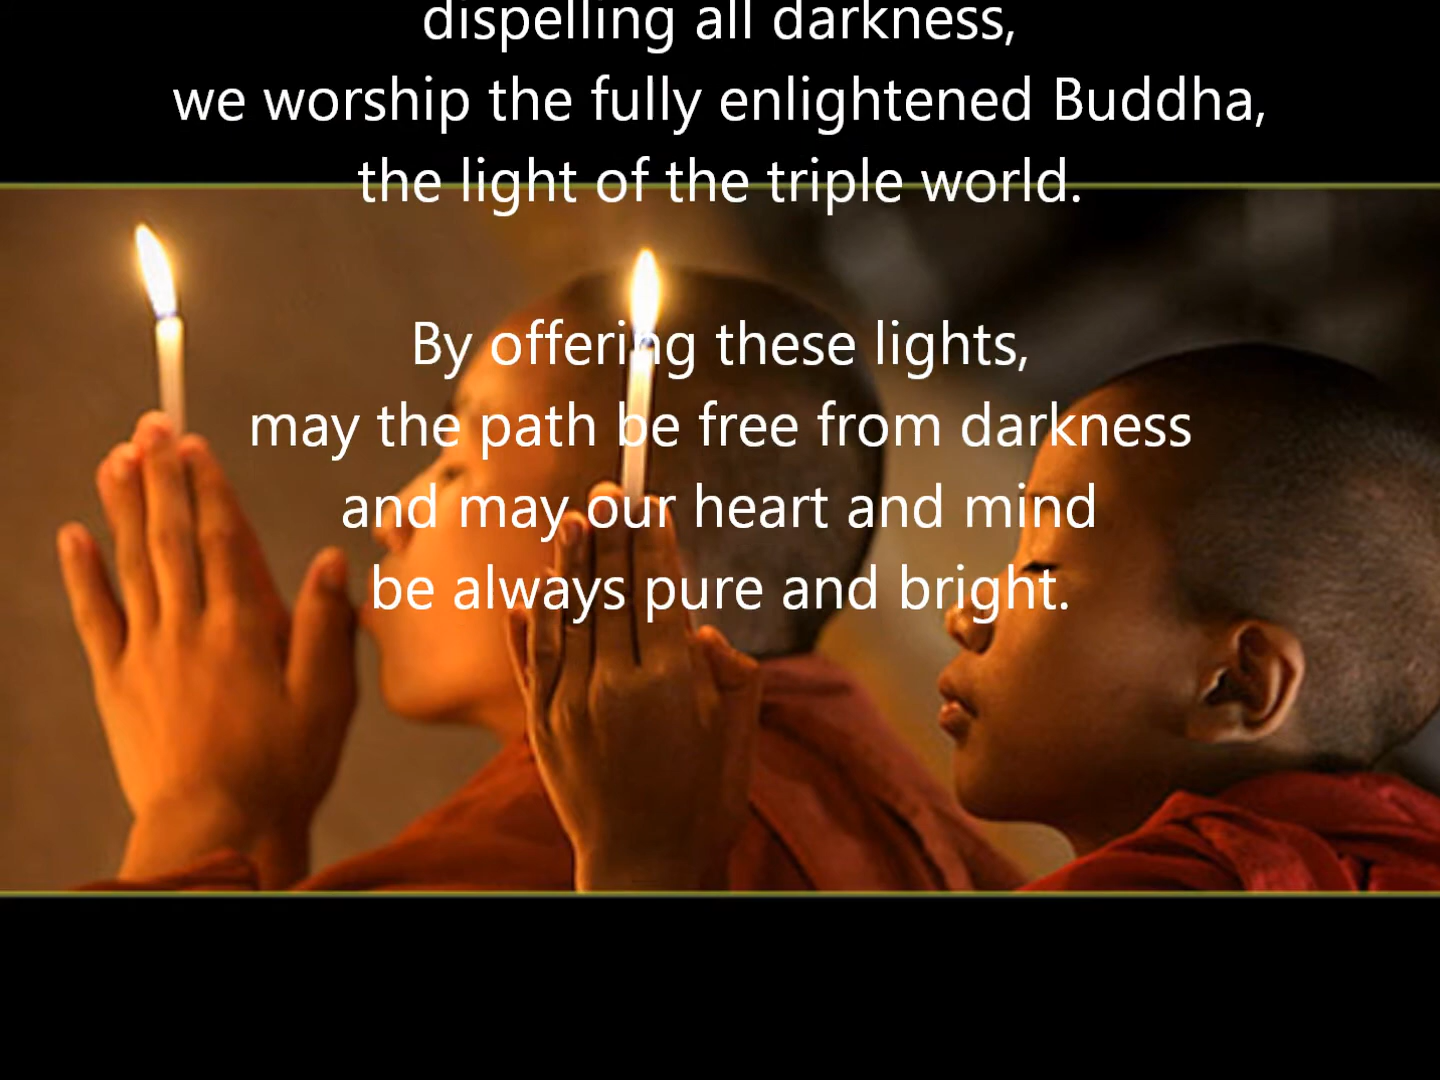 dispelling all darkness,
we worship the fully enlightened Buddha,
the light of the triple world.
By offering these lights,
may the path be free from darkness
and may our heart and mind
be always pure and bright.